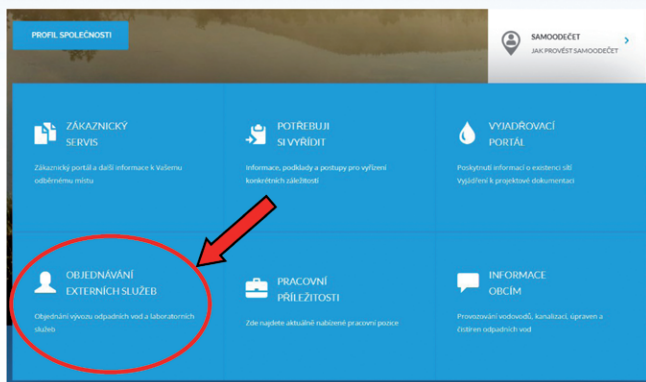 PROFIL SPOLEČNOSTI
SAMOODEČET
JAK PROVÉST SAMOODEČET
ZÁKAZNICKÝ
SERVIS
Zákaznický portál a další informace k Vašemu
odběrnému místu
POTŘEBUJI
SI VYŘÍDIT
Informace, podklady a postupy pro vyřízení
konkrétních záležitostí
VYJADŘOVACÍ
PORTÁL
Poskytnutí informací o existenci sítí
Vyjádření k projektové dokumentaci
OBJEDNÁVÁNÍ
EXTERNÍCH SLUŽEB
Objednání vývozu odpadních vod a laboratorních
služeb
PRACOVNÍ
PŘÍLEŽITOSTI
Zde najdete aktuálně nabízené pracovní pozice
INFORMACE
OBCÍM
Provozování vodovodů, kanalizací, úpraven a
čistíren odpadních vod